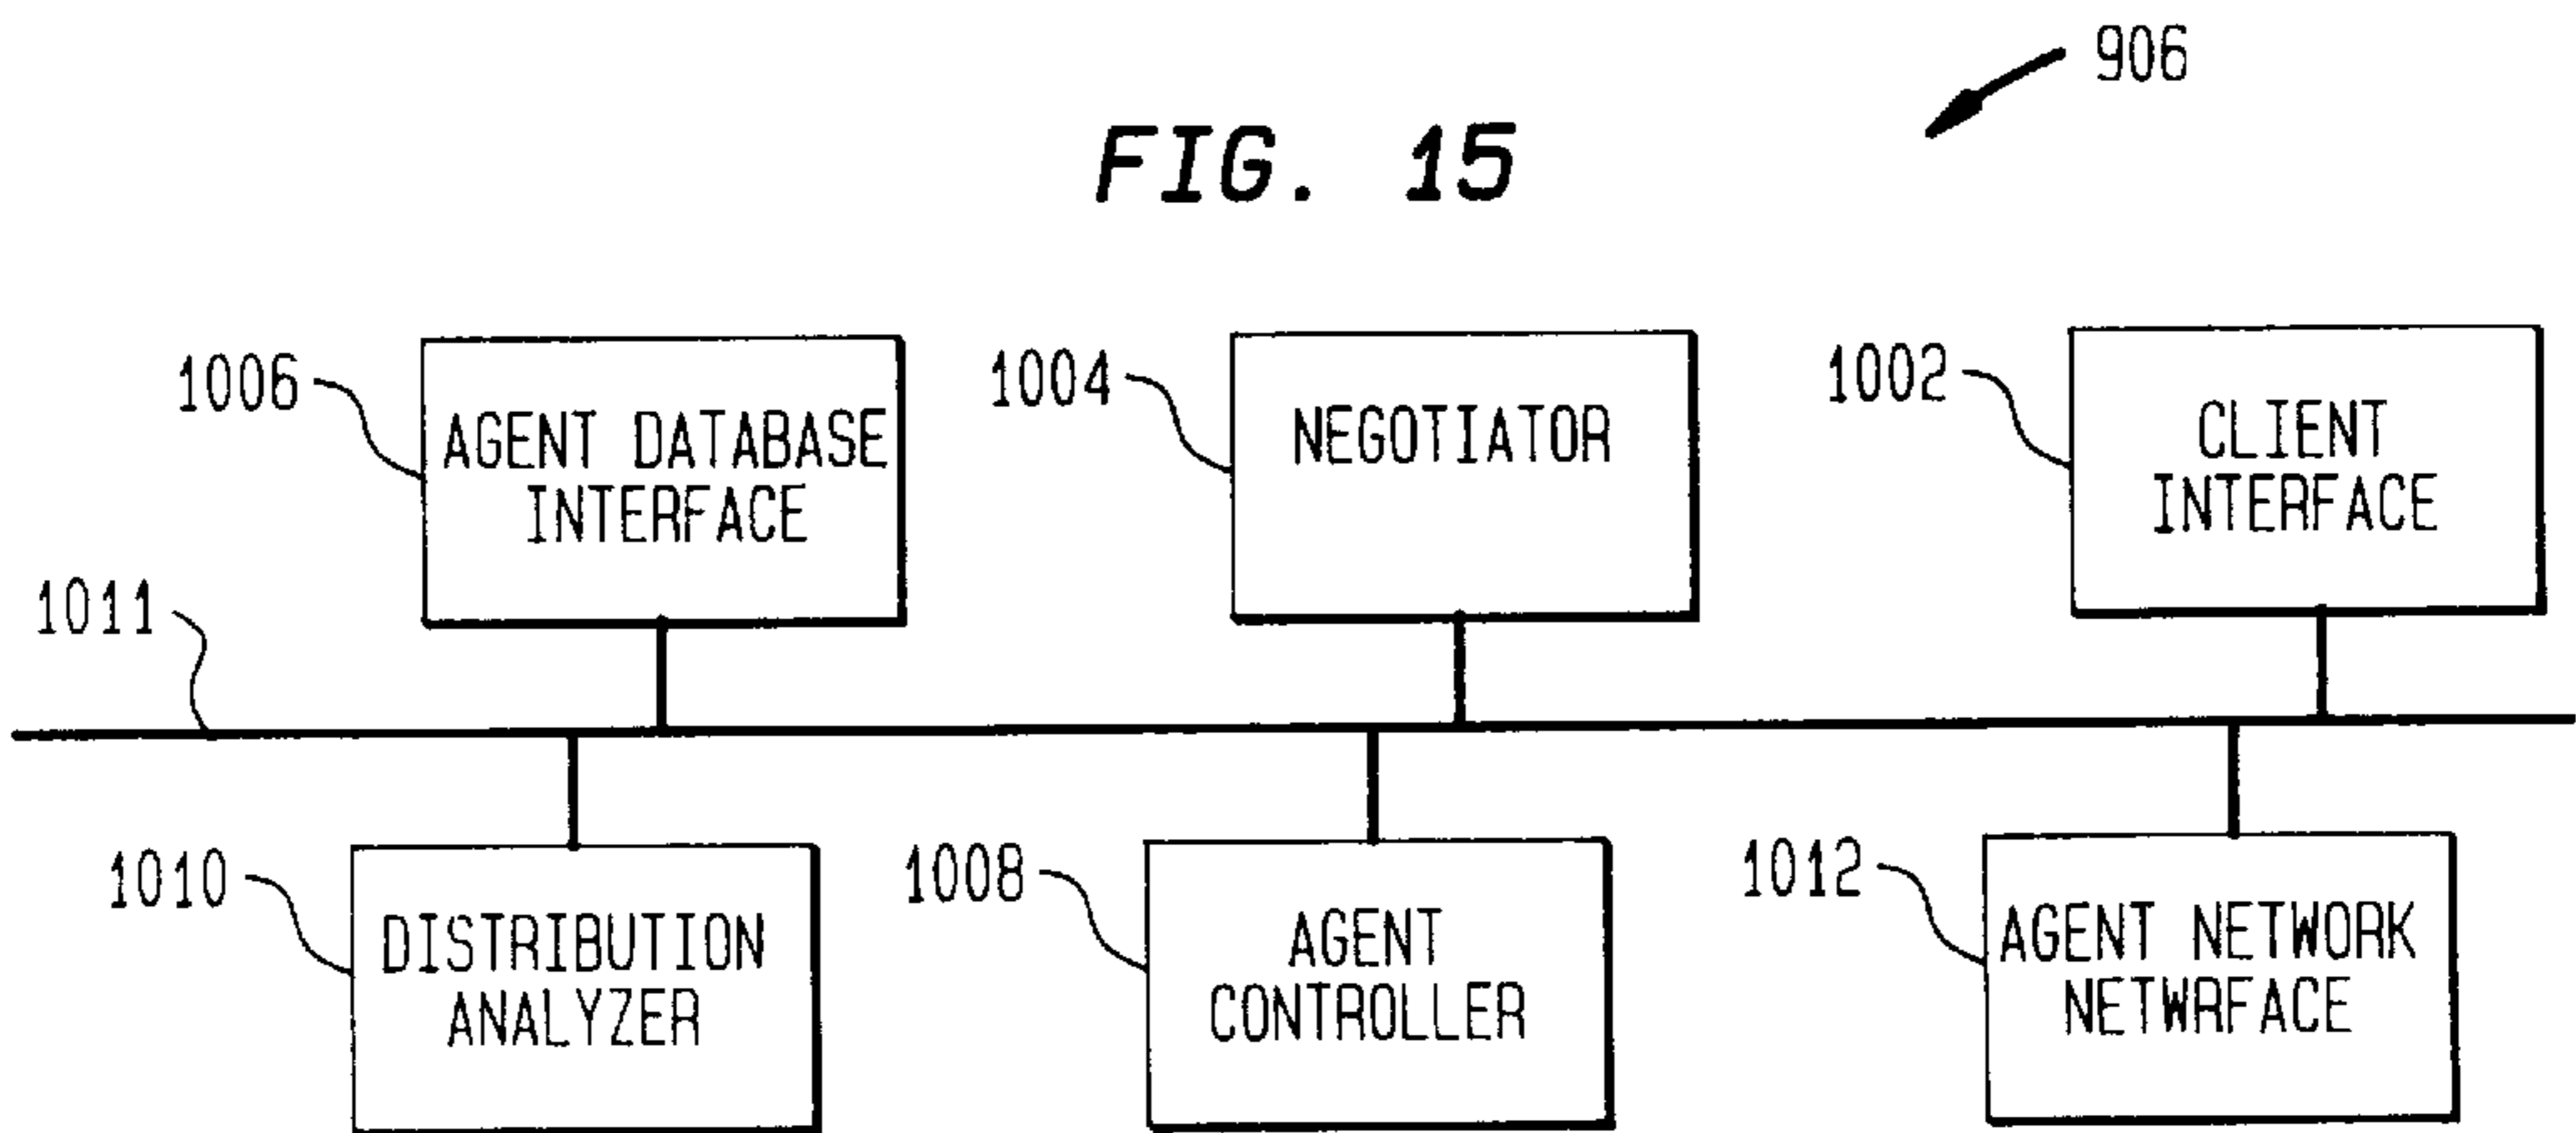 906
FIG. 15
1006
AGENT DATABASE
INTERFACE
1004
NEGOTIATOR
1002
CLIENT
INTERFACE
1011
1010
DISTRIBUTION
ANALYZER
1008
AGENT
CONTROLLER
1012
AGENT NETWORK
NETWRFACE